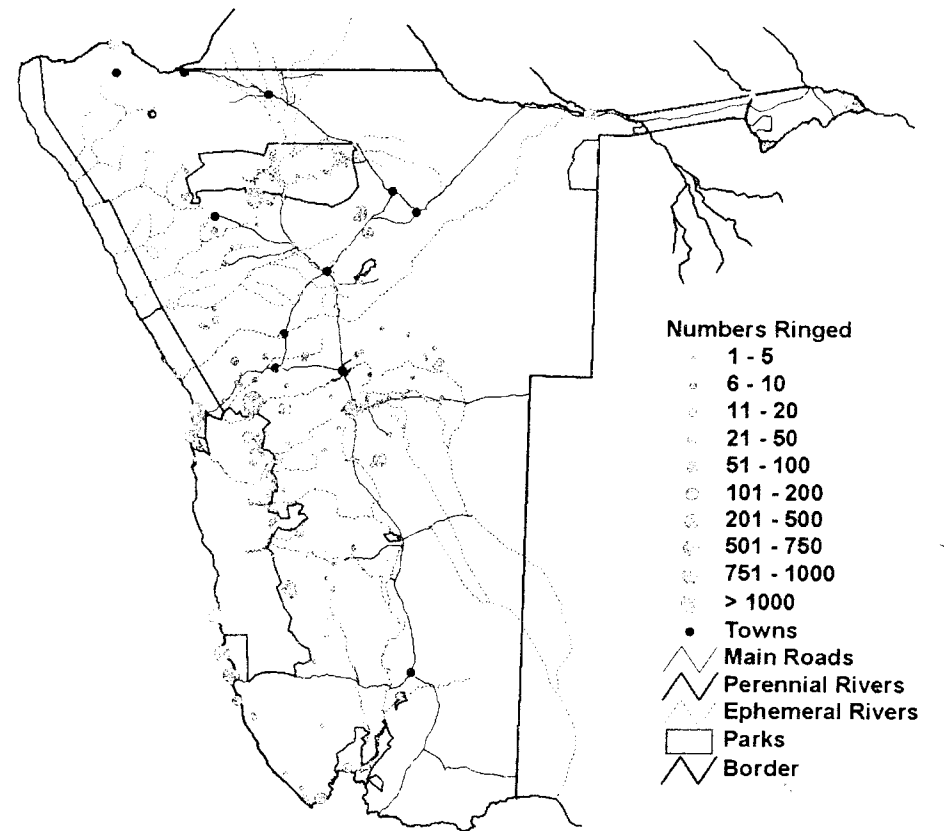 Numbers Ringed
1 - 5
6 - 10
11 - 20
21 - 50
51 - 100
101 - 200
201 - 500
501 - 750
751 - 1000
> 1000
Towns
Main Roads
Perennial Rivers
Ephemeral Rivers
Parks
Border